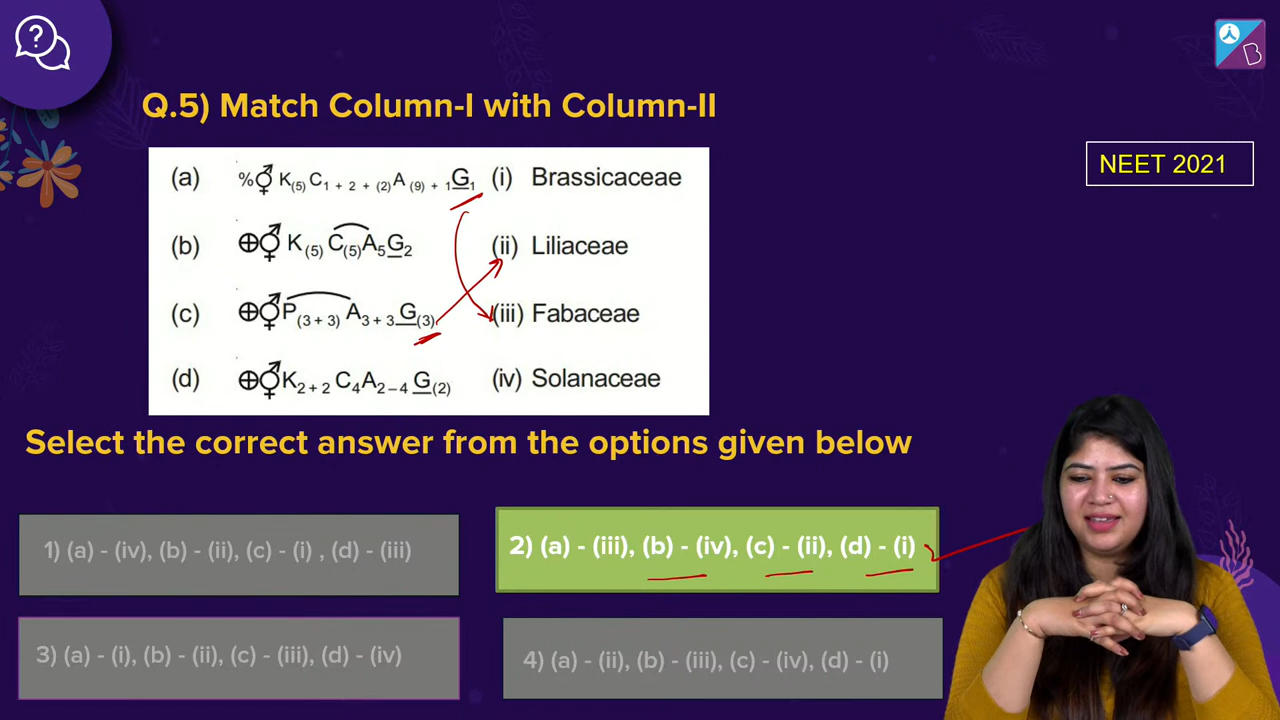 Q.5) Match Column-I with Column-II
NEET 2021
(a) %⚥ K(5) C1 + 2 + (2) A (9) + 1 G1 (i) Brassicaceae
(b) ⊕⚥ K(5) C(5) A5 G2 (ii) Liliaceae
(c) ⊕⚥ P(3 + 3) A3 + 3 G(3) (iii) Fabaceae
(d) ⊕⚥ K2 + 2 C4 A2 – 4 G(2) (iv) Solanaceae
Select the correct answer from the options given below
1) (a) - (iv), (b) - (ii), (c) - (i) , (d) - (iii)
2) (a) - (iii), (b) - (iv), (c) - (ii), (d) - (i)
3) (a) - (i), (b) - (ii), (c) - (iii), (d) - (iv)
4) (a) - (ii), (b) - (iii), (c) - (iv), (d) - (i)
B